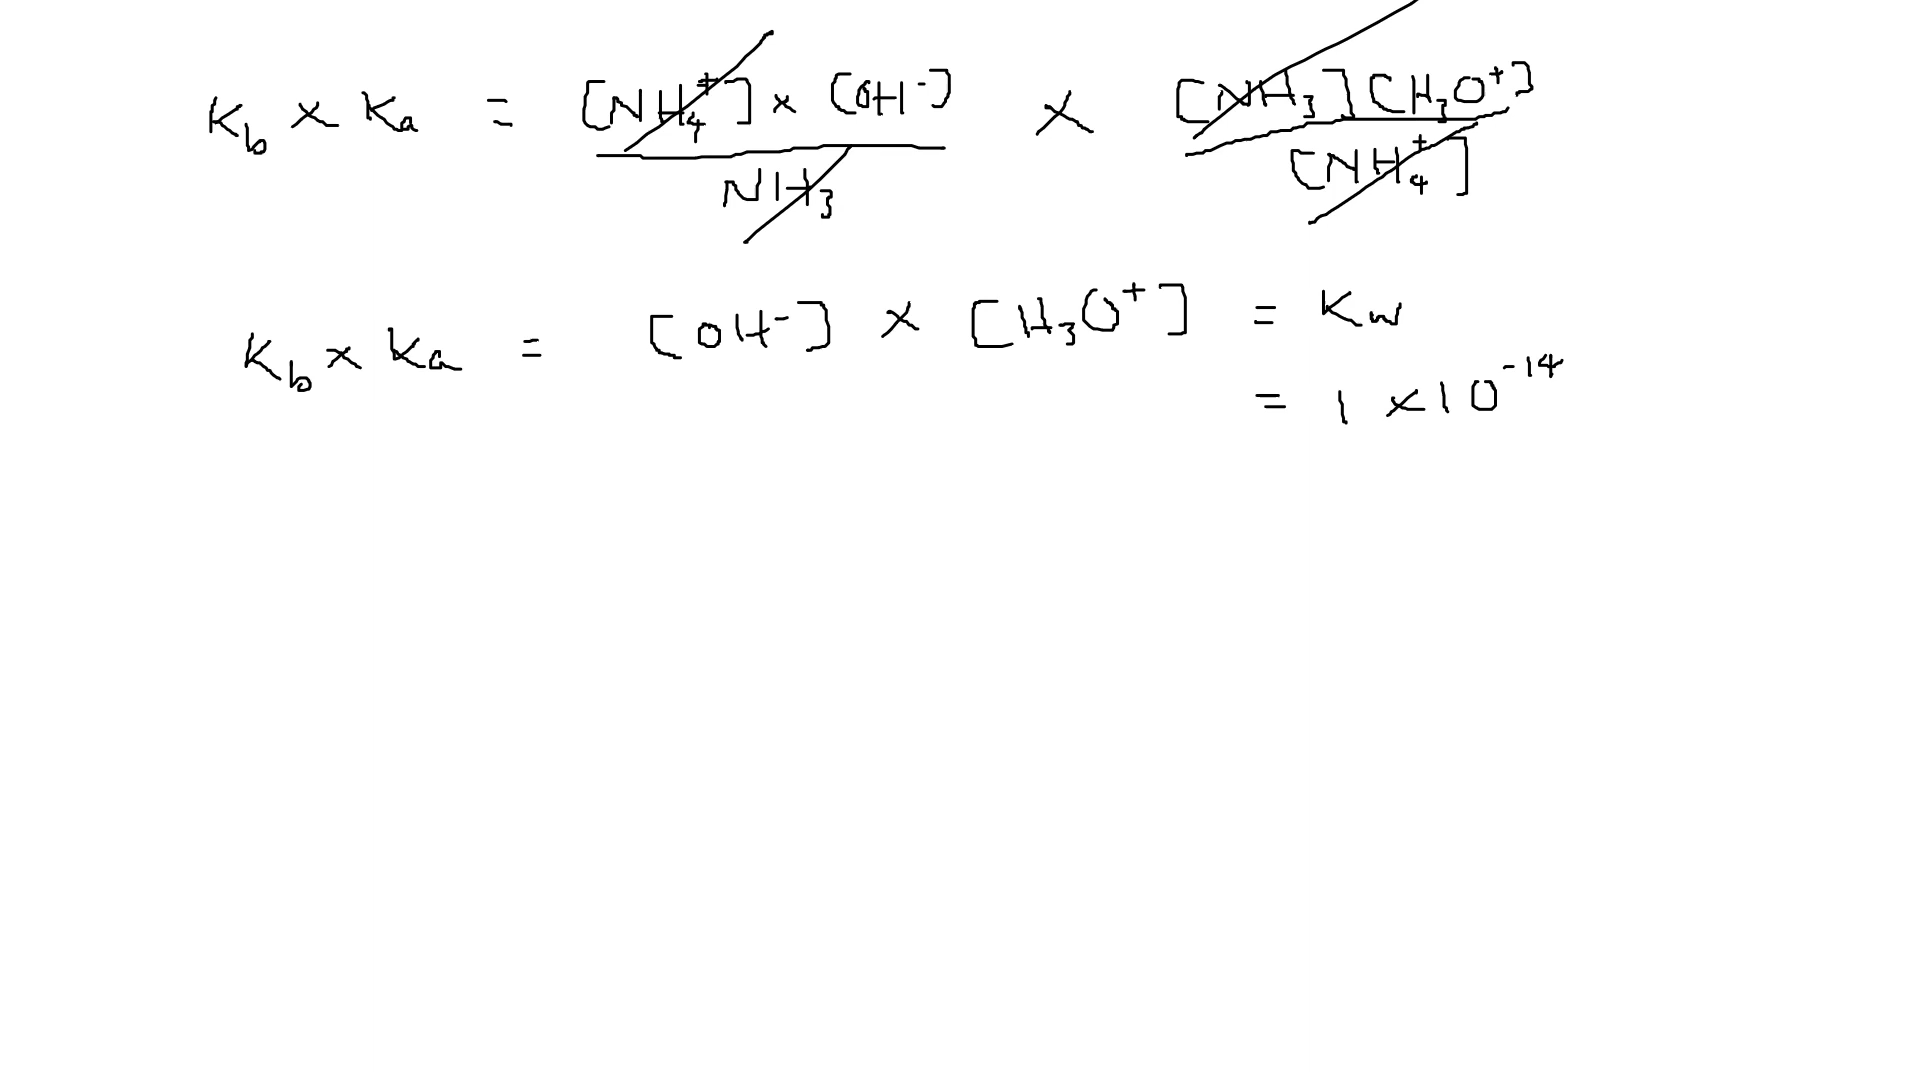 Kb × Ka = [NH₄⁺] × [OH⁻] / NH₃ × [NH₃][H₃O⁺] / [NH₄⁺]
Kb × Ka = [OH⁻] × [H₃O⁺] = Kw
= 1 × 10⁻¹⁴